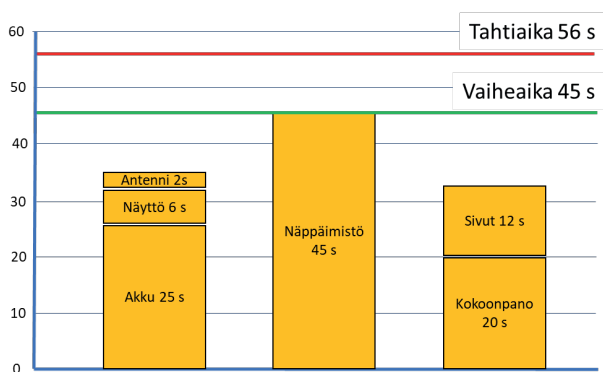 60
Tahtiaika 56 s
50
Vaiheaika 45 s
40
30
20
10
0
Antenni 2s
Näyttö 6 s
Akku 25 s
Näppäimistö
45 s
Sivut 12 s
Kokoonpano
20 s